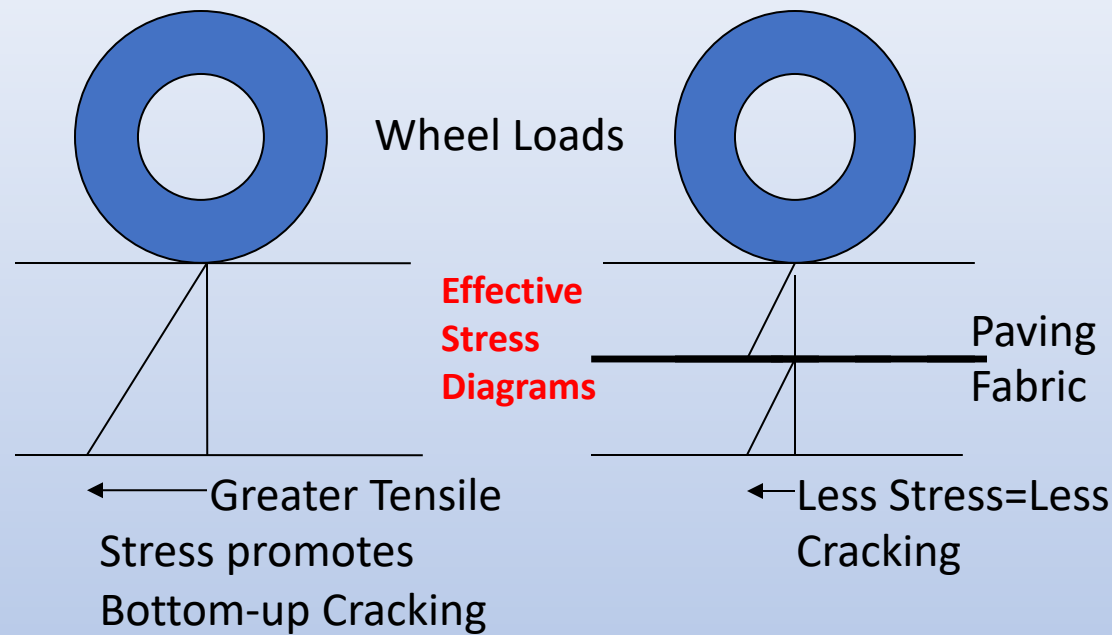 Wheel Loads
Effective
Stress
Diagrams
Paving
Fabric
Greater Tensile
Stress promotes
Bottom-up Cracking
Less Stress=Less
Cracking